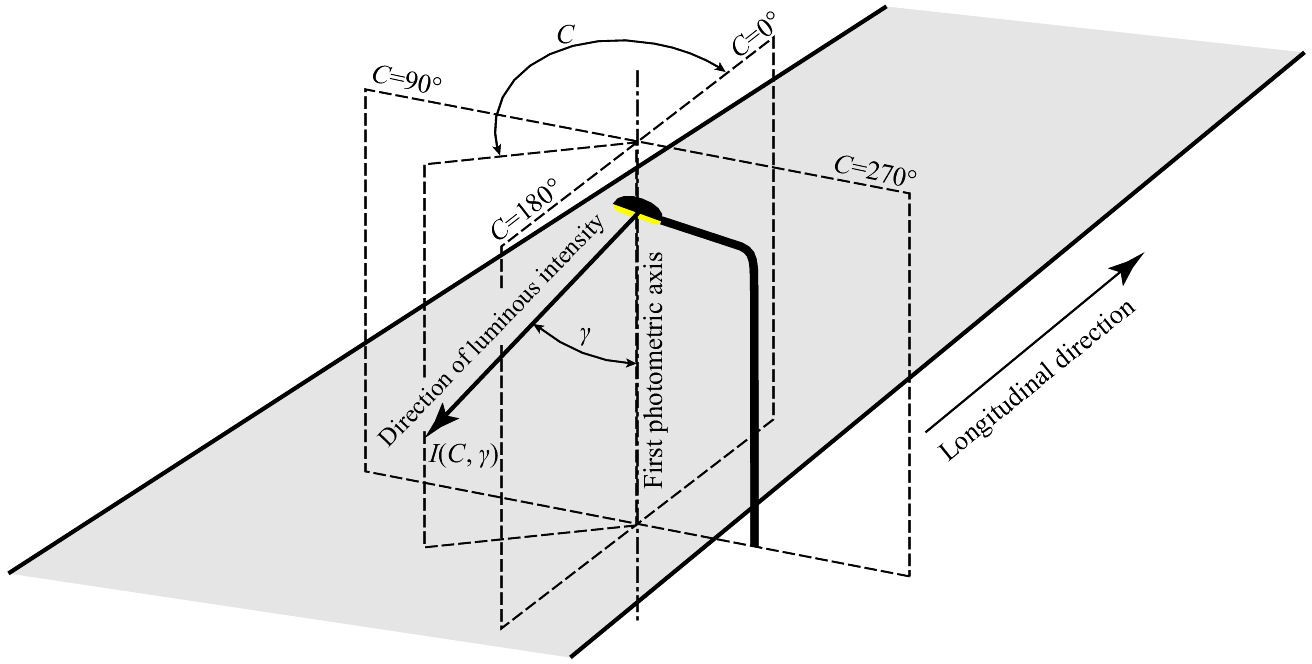 C
C=0°
C=90°
C=270°
C=180°
Direction of luminous intensity
γ
First photometric axis
I(C, γ)
Longitudinal direction